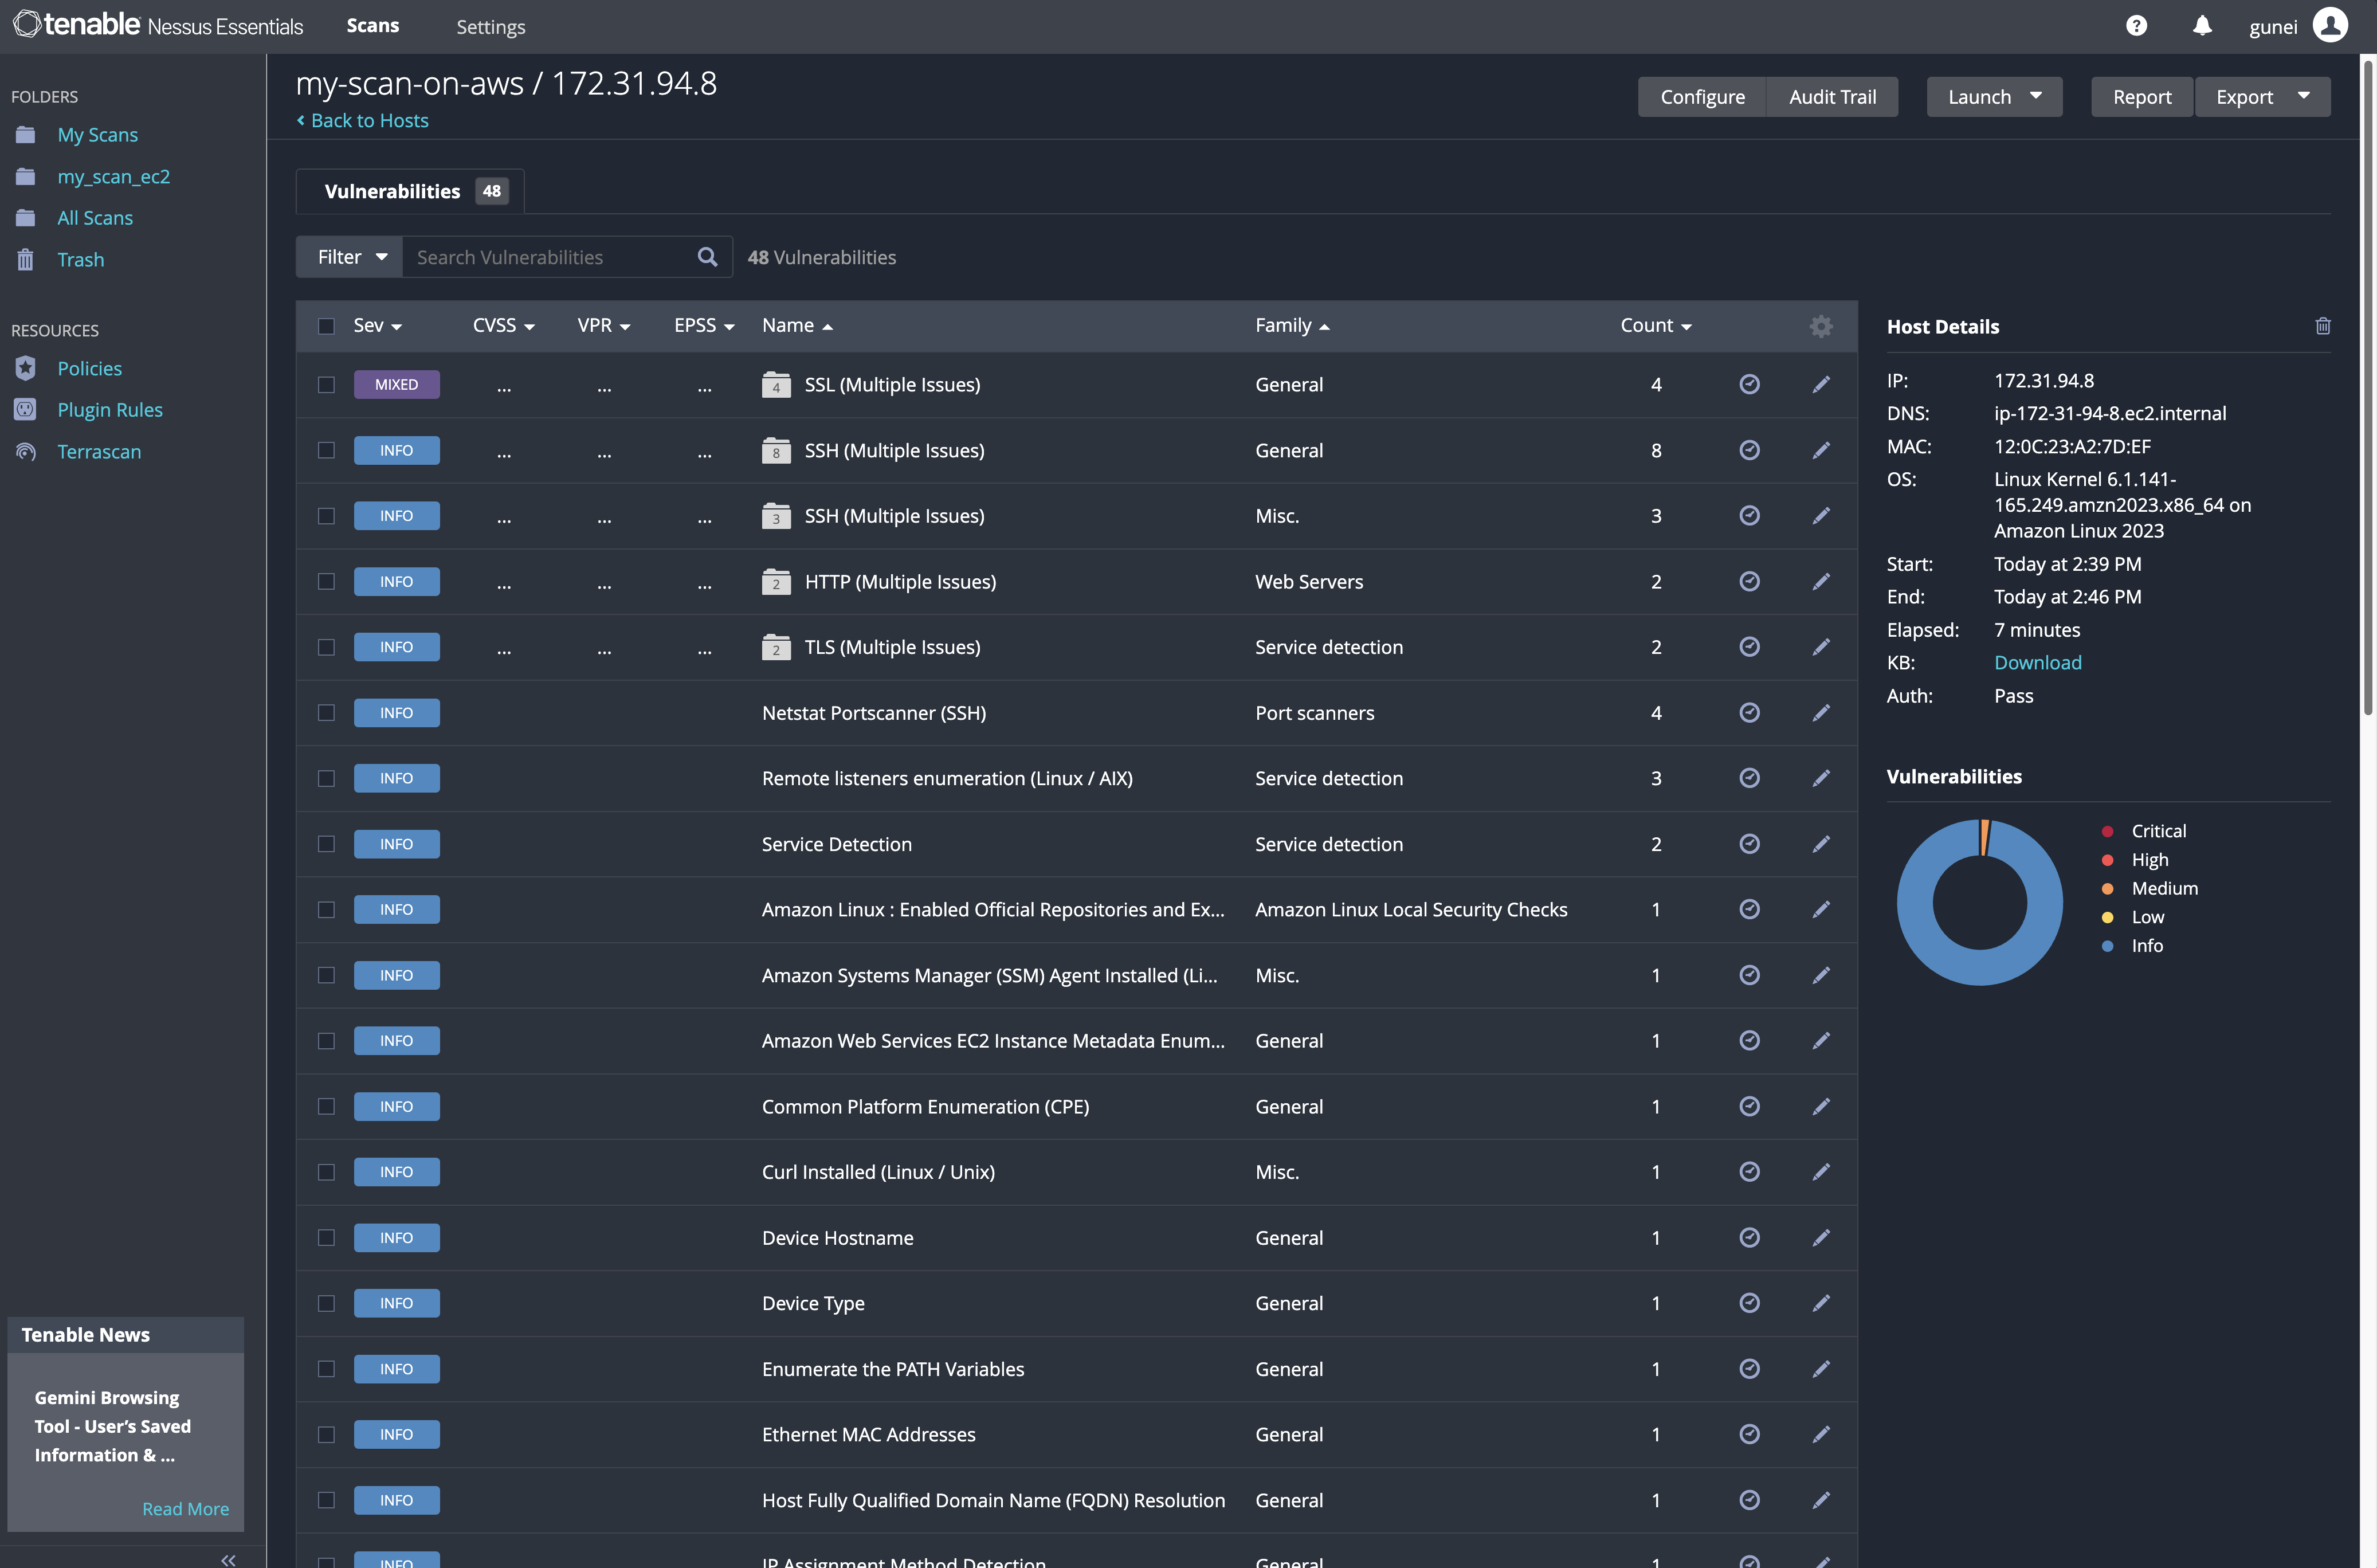 tenable Nessus Essentials Scans Settings ? gunei
FOLDERS
My Scans
my_scan_ec2
All Scans
Trash
RESOURCES
Policies
Plugin Rules
Terrascan
Tenable News
Gemini Browsing
Tool - User’s Saved
Information & ...
Read More
my-scan-on-aws / 172.31.94.8
Back to Hosts
Configure Audit Trail Launch Report Export
Vulnerabilities 48
Filter Search Vulnerabilities 48 Vulnerabilities
Sev CVSS VPR EPSS Name Family Count
MIXED ... ... ... 4 SSL (Multiple Issues) General 4
INFO ... ... ... 8 SSH (Multiple Issues) General 8
INFO ... ... ... 3 SSH (Multiple Issues) Misc. 3
INFO ... ... ... 2 HTTP (Multiple Issues) Web Servers 2
INFO ... ... ... 2 TLS (Multiple Issues) Service detection 2
INFO Netstat Portscanner (SSH) Port scanners 4
INFO Remote listeners enumeration (Linux / AIX) Service detection 3
INFO Service Detection Service detection 2
INFO Amazon Linux : Enabled Official Repositories and Ex... Amazon Linux Local Security Checks 1
INFO Amazon Systems Manager (SSM) Agent Installed (Li... Misc. 1
INFO Amazon Web Services EC2 Instance Metadata Enum... General 1
INFO Common Platform Enumeration (CPE) General 1
INFO Curl Installed (Linux / Unix) Misc. 1
INFO Device Hostname General 1
INFO Device Type General 1
INFO Enumerate the PATH Variables General 1
INFO Ethernet MAC Addresses General 1
INFO Host Fully Qualified Domain Name (FQDN) Resolution General 1
INFO IP Assignment Method Detection General 1
Host Details
IP: 172.31.94.8
DNS: ip-172-31-94-8.ec2.internal
MAC: 12:0C:23:A2:7D:EF
OS: Linux Kernel 6.1.141-
165.249.amzn2023.x86_64 on
Amazon Linux 2023
Start: Today at 2:39 PM
End: Today at 2:46 PM
Elapsed: 7 minutes
KB: Download
Auth: Pass
Vulnerabilities
Critical
High
Medium
Low
Info